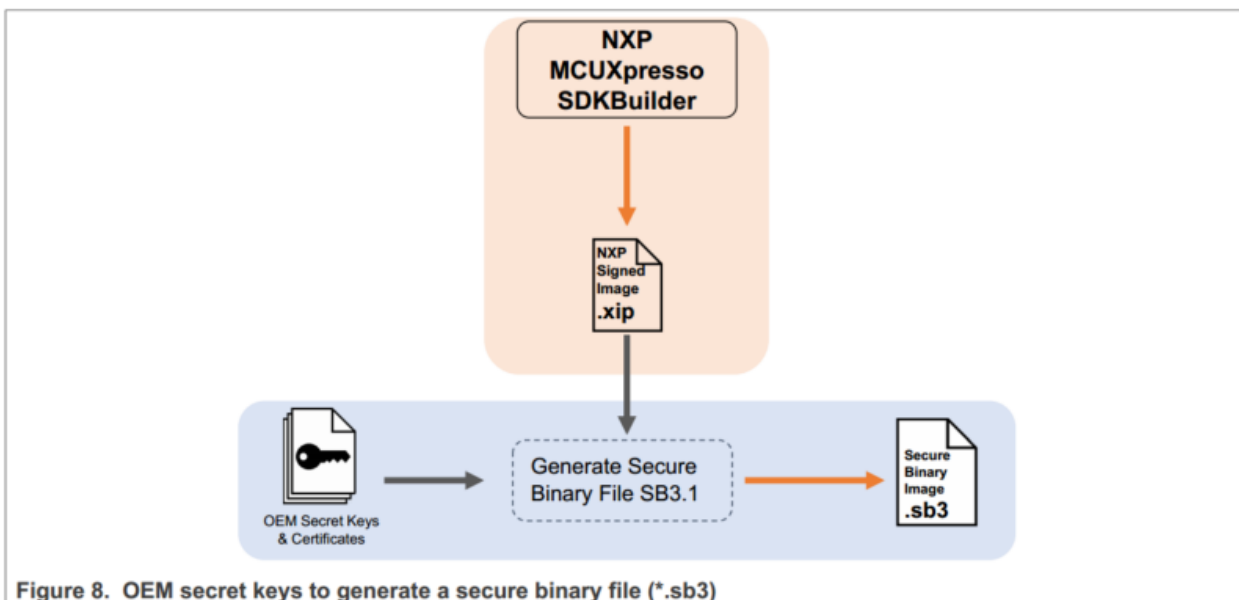 NXP
MCUXpresso
SDKBuilder
NXP
Signed
Image
.xip
Generate Secure
Binary File SB3.1
OEM Secret Keys
& Certificates
Secure
Binary
Image
.sb3
Figure 8. OEM secret keys to generate a secure binary file (*.sb3)